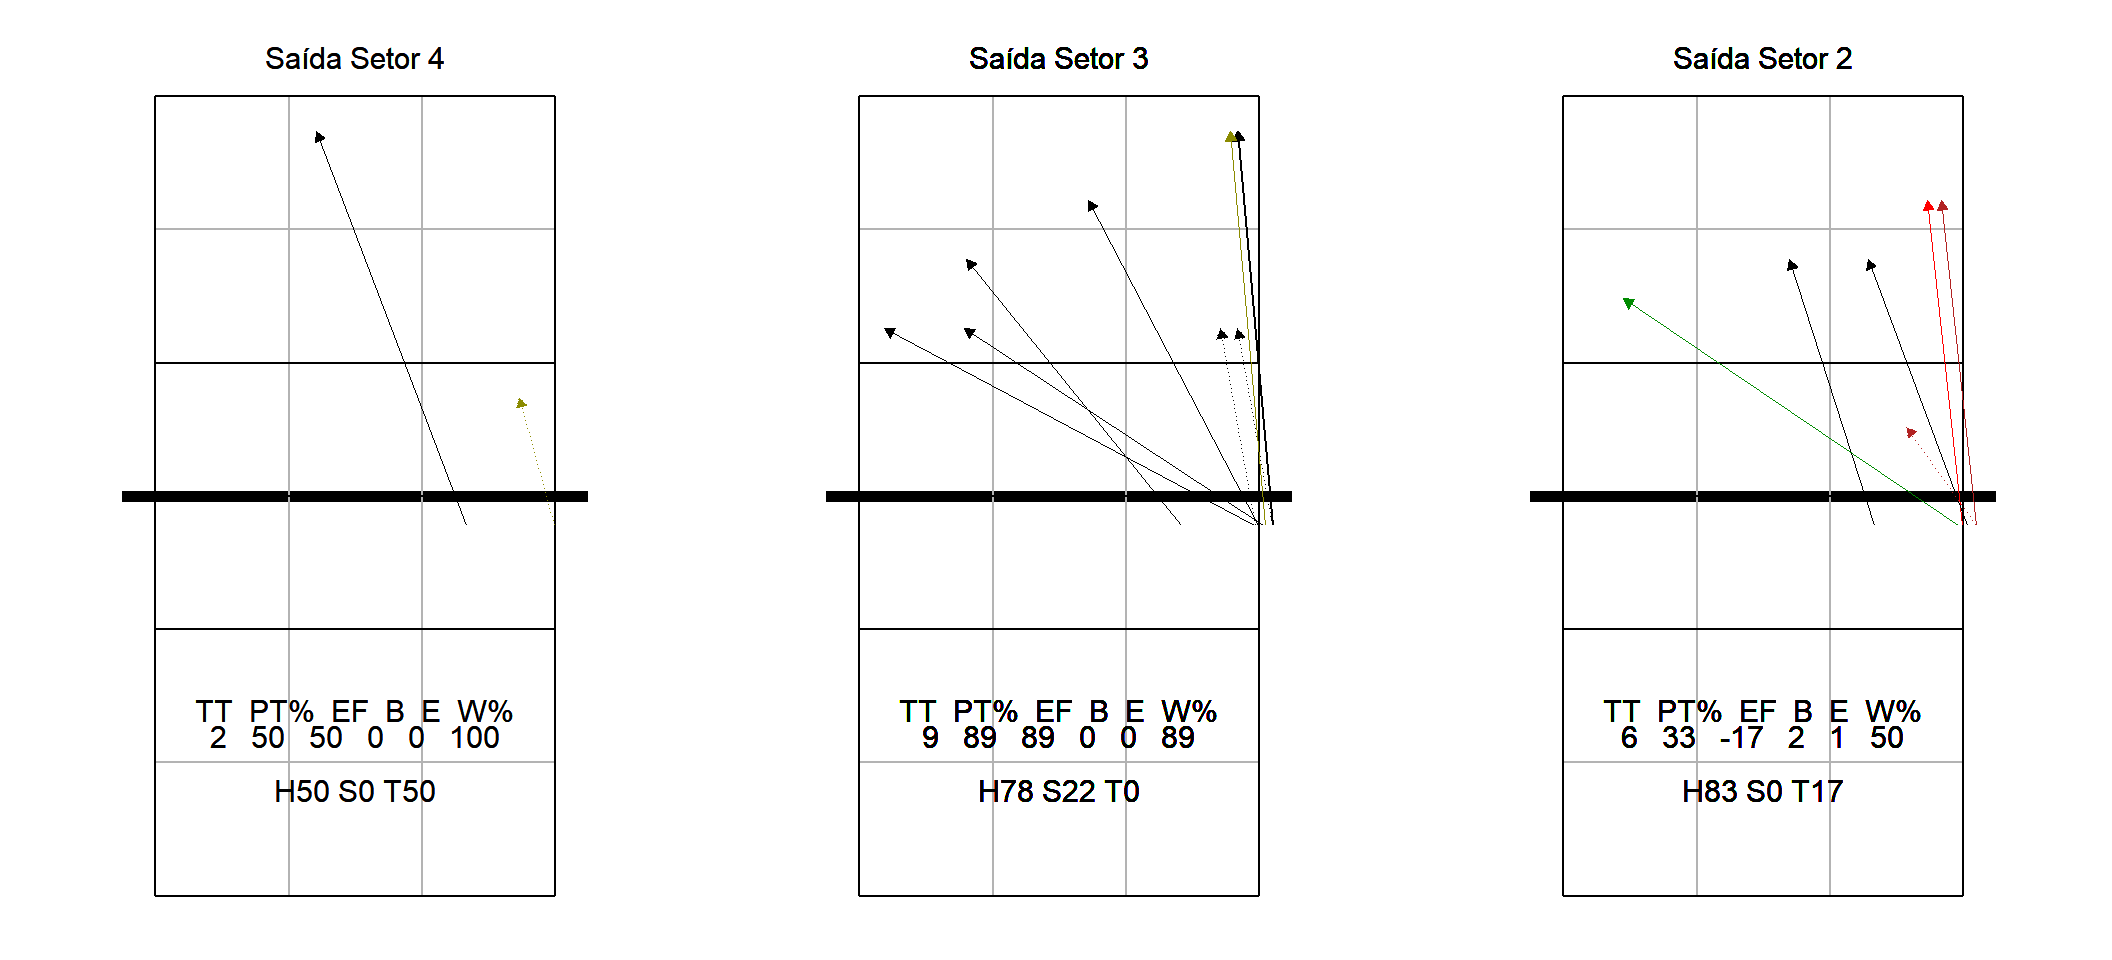 Saída Setor 4
TT PT% EF B E W%
2 50 50 0 0 100
H50 S0 T50
Saída Setor 3
TT PT% EF B E W%
9 89 89 0 0 89
H78 S22 T0
Saída Setor 2
TT PT% EF B E W%
6 33 -17 2 1 50
H83 S0 T17